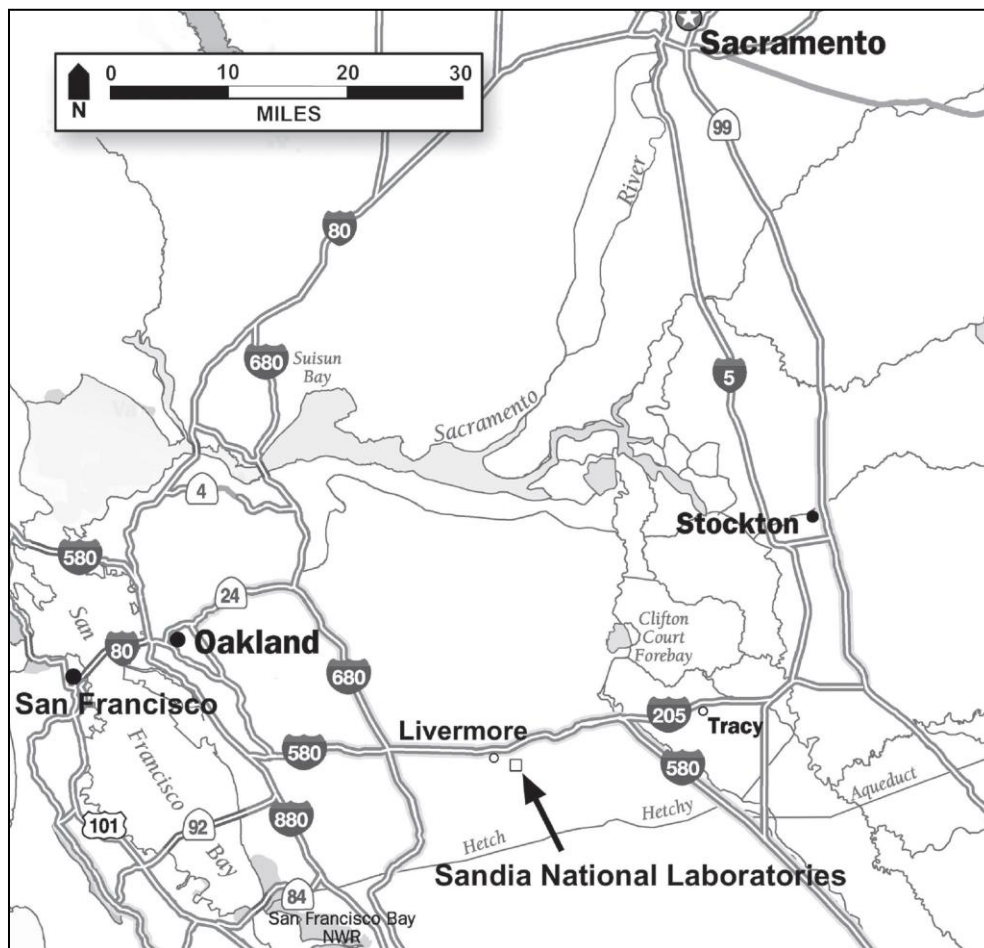 Sacramento
0 10 20 30
N
MILES
99
River
80
680
Suisun
Bay
5
Sacramento
4
Stockton
580
24
San
Clifton
Court
Forebay
Oakland
80
680
San Francisco
205
Tracy
Livermore
580
580
Francisco
Aqueduct
101
92
880
Hetchy
Hetch
Bay
Sandia National Laboratories
84
San Francisco Bay
NWR